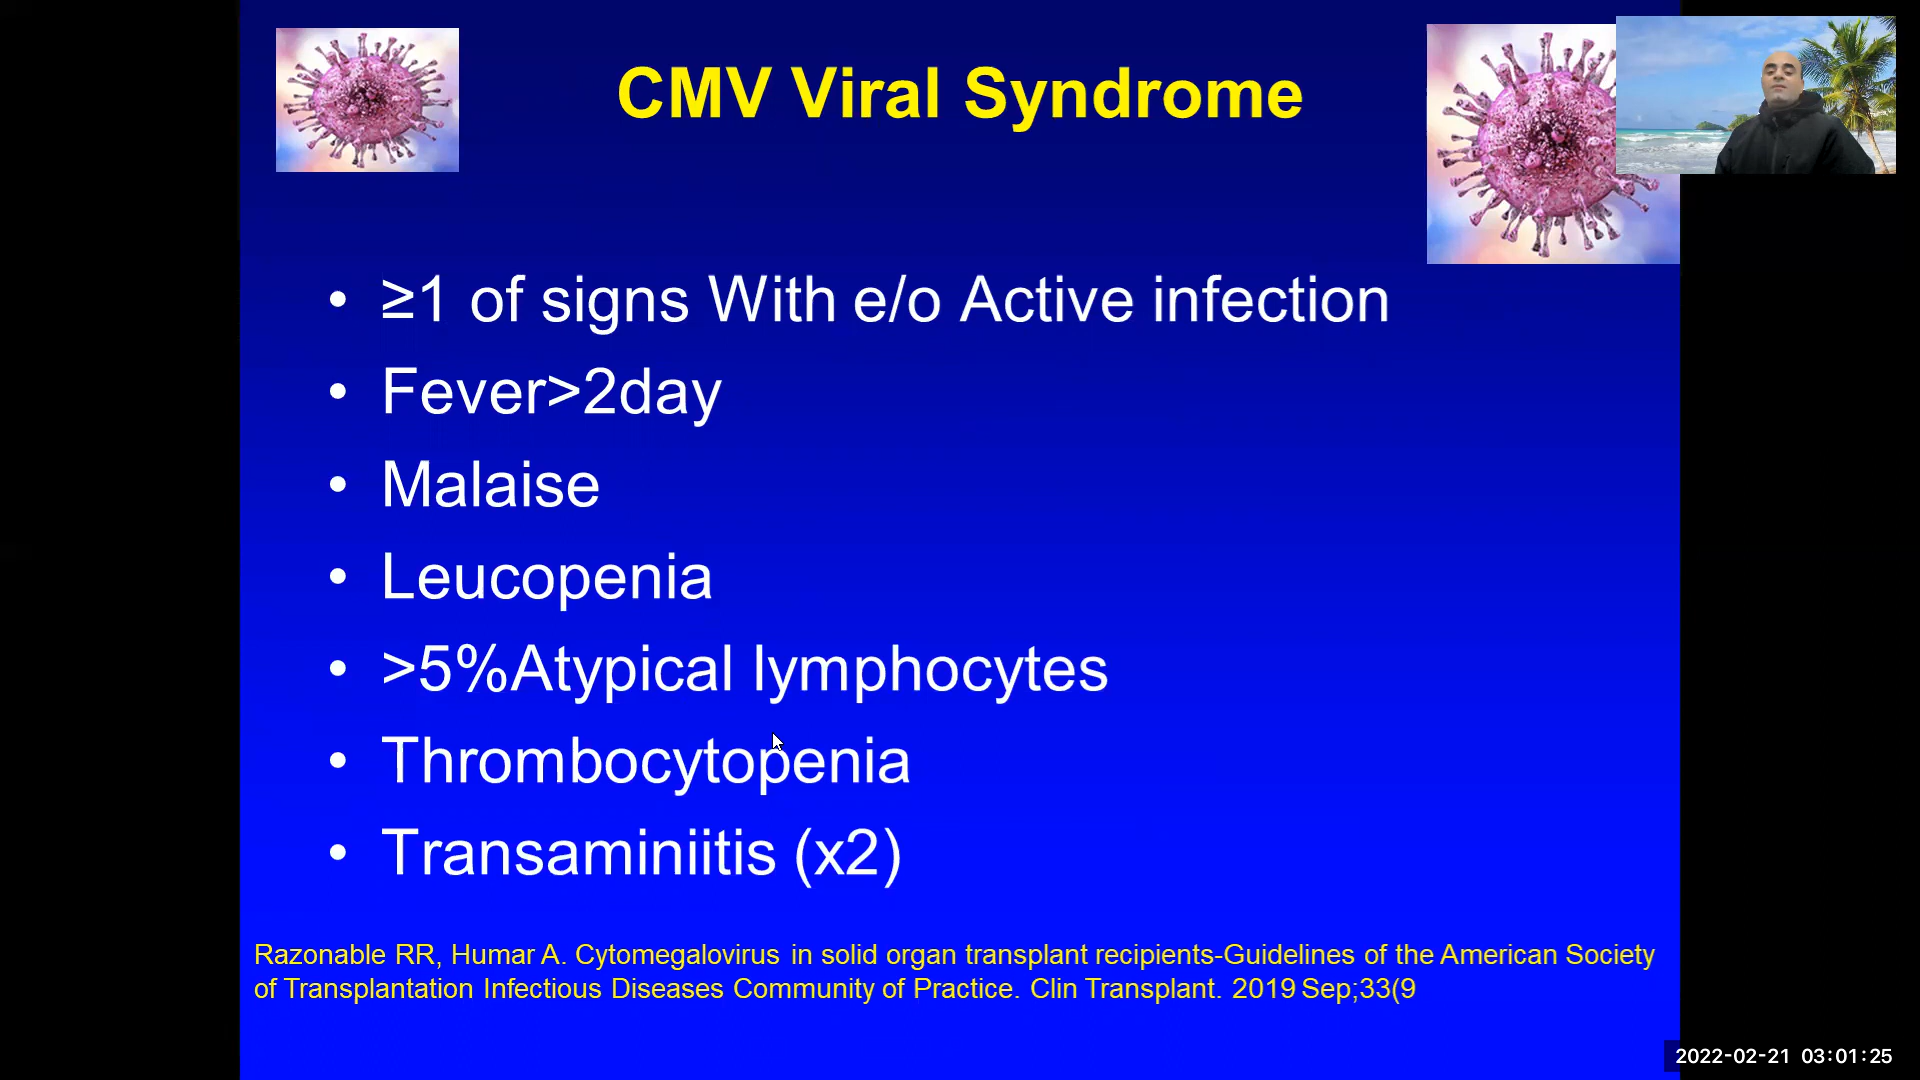 CMV Viral Syndrome
• ≥1 of signs With e/o Active infection
• Fever>2day
• Malaise
• Leucopenia
• >5%Atypical lymphocytes
• Thrombocytopenia
• Transaminiitis (x2)
Razonable RR, Humar A. Cytomegalovirus in solid organ transplant recipients-Guidelines of the American Society
of Transplantation Infectious Diseases Community of Practice. Clin Transplant. 2019 Sep;33(9
2022-02-21 03:01:25